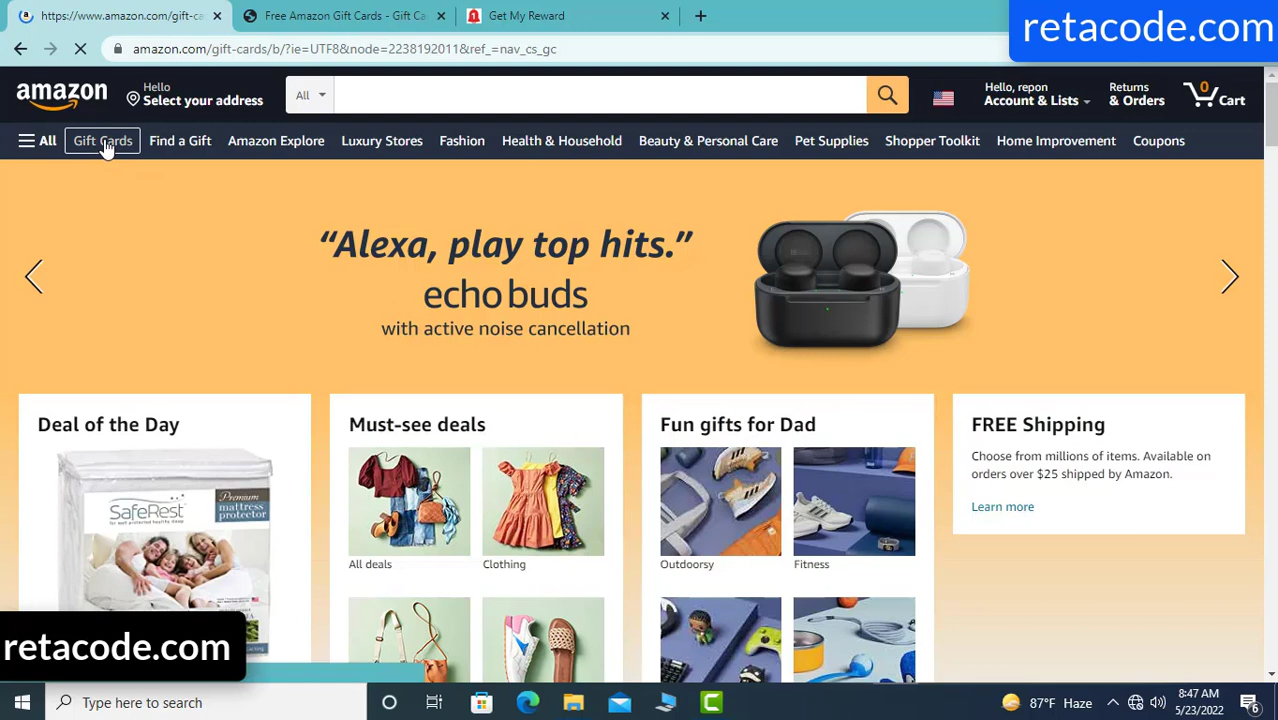 https://www.amazon.com/gift-ca
Free Amazon Gift Cards - Gift Ca
Get My Reward
retacode.com
amazon.com/gift-cards/b/?ie=UTF8&node=2238192011&ref_=nav_cs_gc
amazon
Hello
Select your address
All
Hello, repon
Account & Lists
Returns
& Orders
0
Cart
All
Gift Cards
Find a Gift
Amazon Explore
Luxury Stores
Fashion
Health & Household
Beauty & Personal Care
Pet Supplies
Shopper Toolkit
Home Improvement
Coupons
“Alexa, play top hits.”
echo buds
with active noise cancellation
Deal of the Day
Must-see deals
Fun gifts for Dad
FREE Shipping
Choose from millions of items. Available on
orders over $25 shipped by Amazon.
Learn more
SafeRest
Premium
mattress
protector
All deals
Clothing
Outdoorsy
Fitness
retacode.com
Type here to search
87°F Haze
8:47 AM
5/23/2022
6